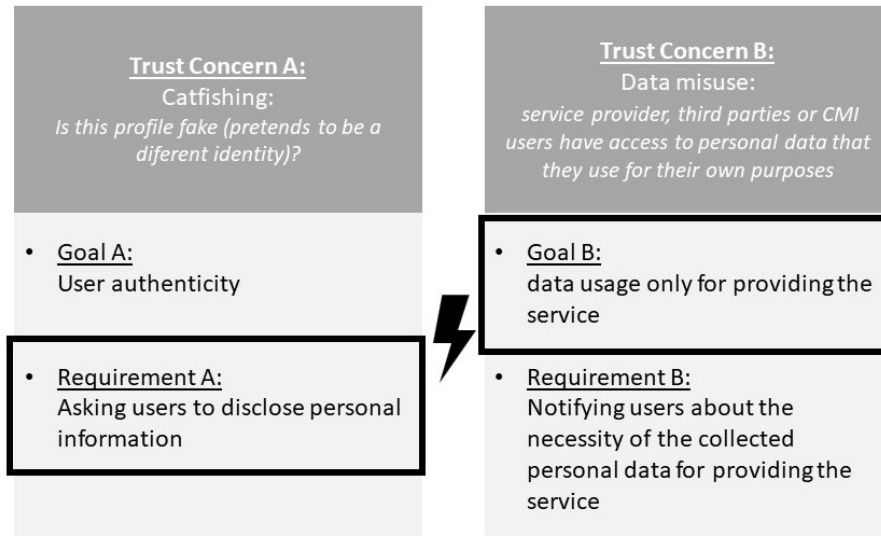 Trust Concern A:
Catfishing:
Is this profile fake (pretends to be a
diferent identity)?
• Goal A:
User authenticity
• Requirement A:
Asking users to disclose personal
information
Trust Concern B:
Data misuse:
service provider, third parties or CMI
users have access to personal data that
they use for their own purposes
• Goal B:
data usage only for providing the
service
• Requirement B:
Notifying users about the
necessity of the collected
personal data for providing the
service